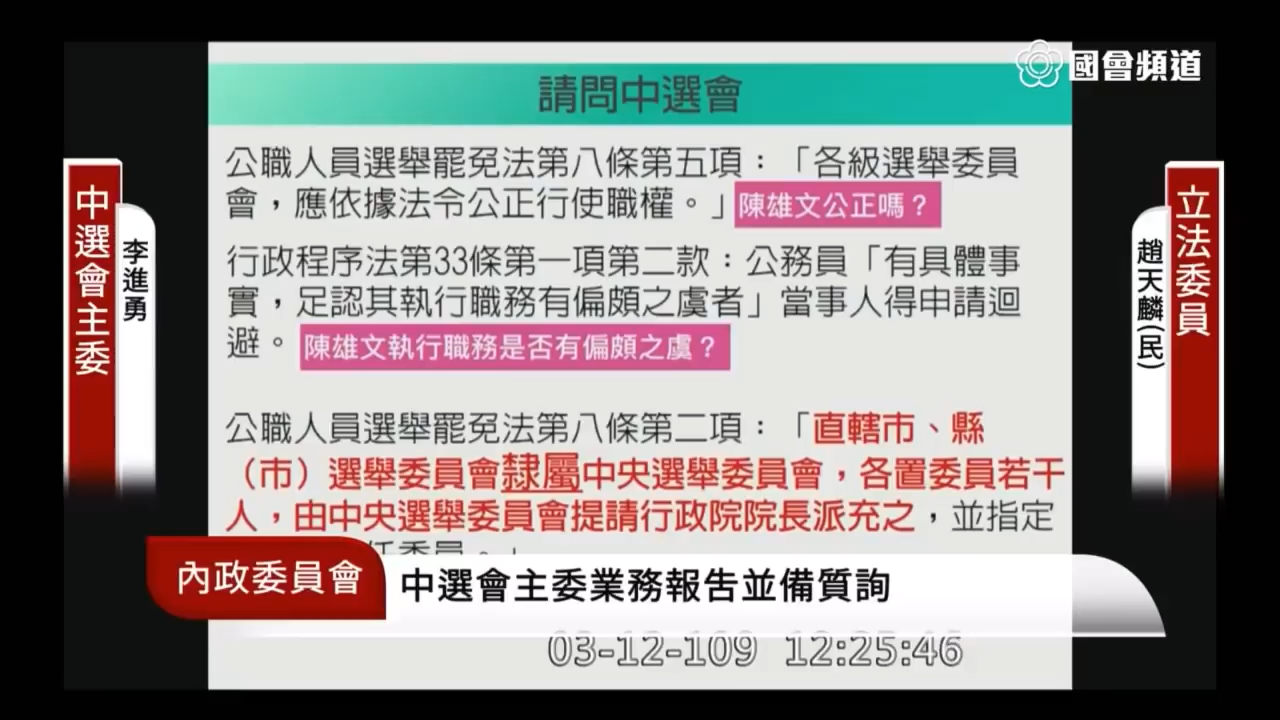 國會頻道
請問中選會
公職人員選舉罷免法第八條第五項：「各級選舉委員
會，應依據法令公正行使職權。」陳雄文公正嗎？
行政程序法第33條第一項第二款：公務員「有具體事
實，足認其執行職務有偏頗之虞者」當事人得申請迴
避。陳雄文執行職務是否有偏頗之虞？
公職人員選舉罷免法第八條第二項：「直轄市、縣
（市）選舉委員會隸屬中央選舉委員會，各置委員若干
人，由中央選舉委員會提請行政院院長派充之，並指定
任委員。」
中選會主委
李進勇
立法委員
趙天麟(民)
內政委員會
中選會主委業務報告並備質詢
03-12-109 12:25:46